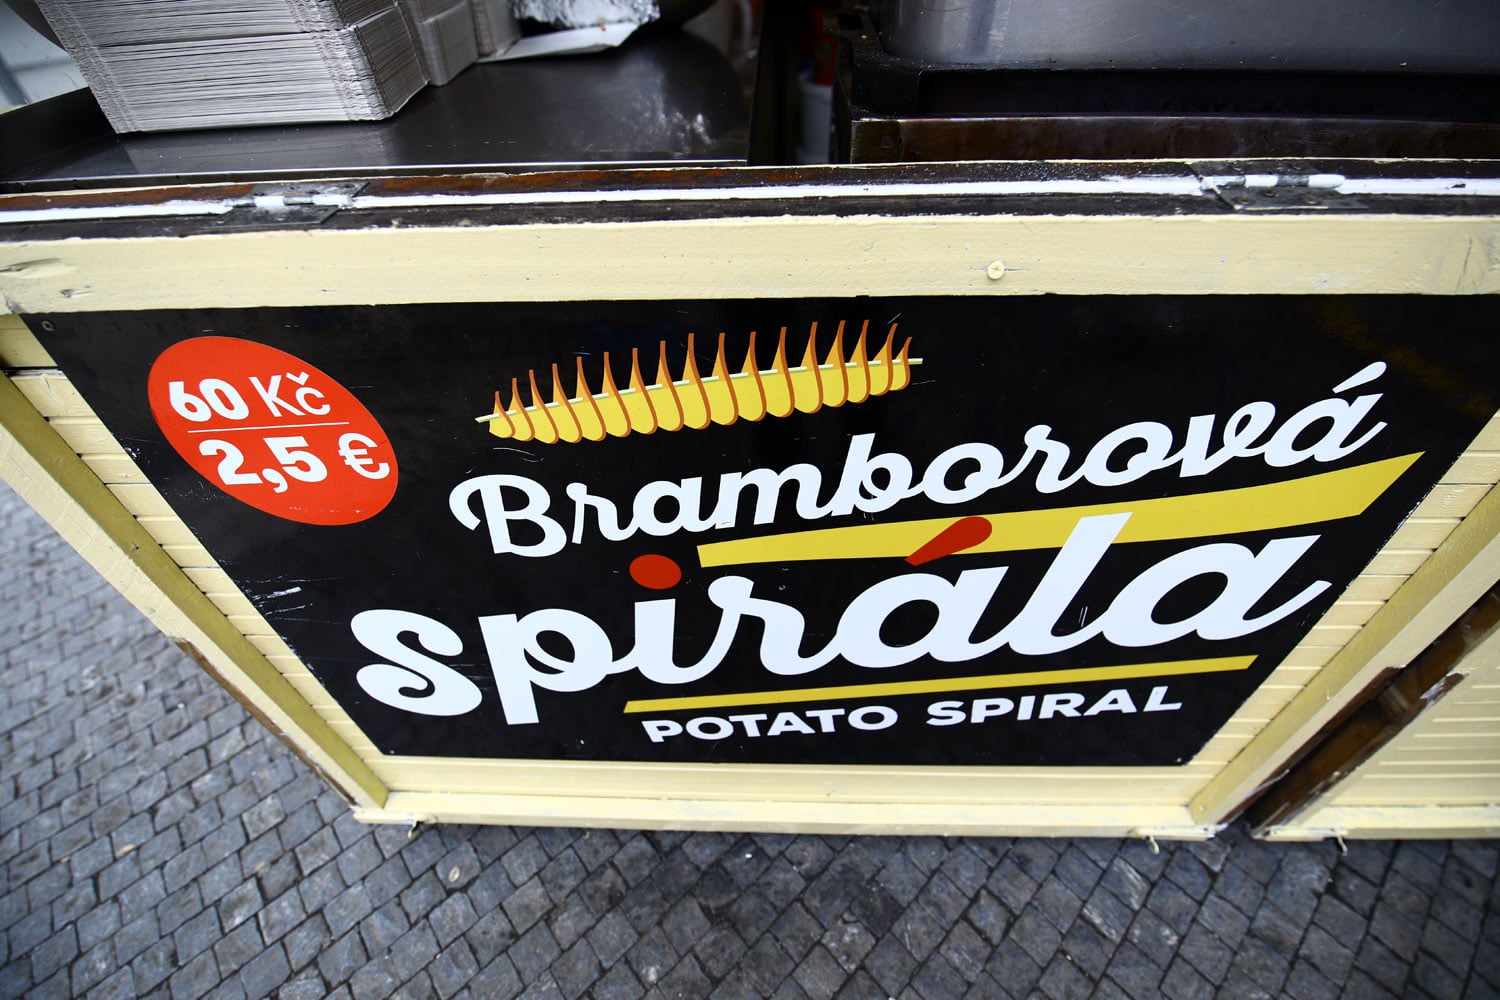 60 Kč
2,5 €
Bramborová
spirála
POTATO SPIRAL